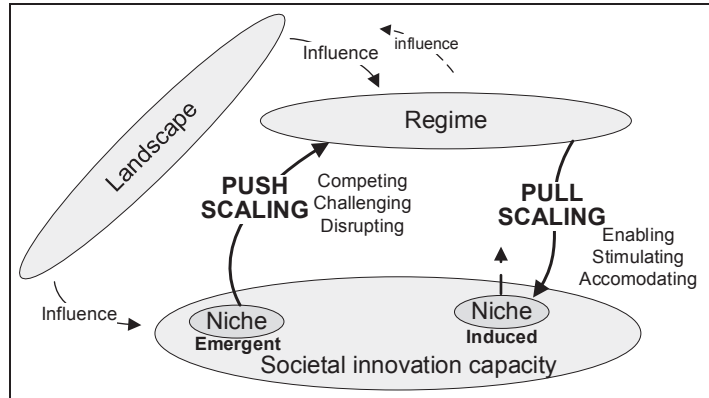 Influence
influence
Landscape
Regime
PUSH
SCALING
Competing
Challenging
Disrupting
PULL
SCALING
Enabling
Stimulating
Accomodating
Influence
Niche
Emergent
Niche
Induced
Societal innovation capacity